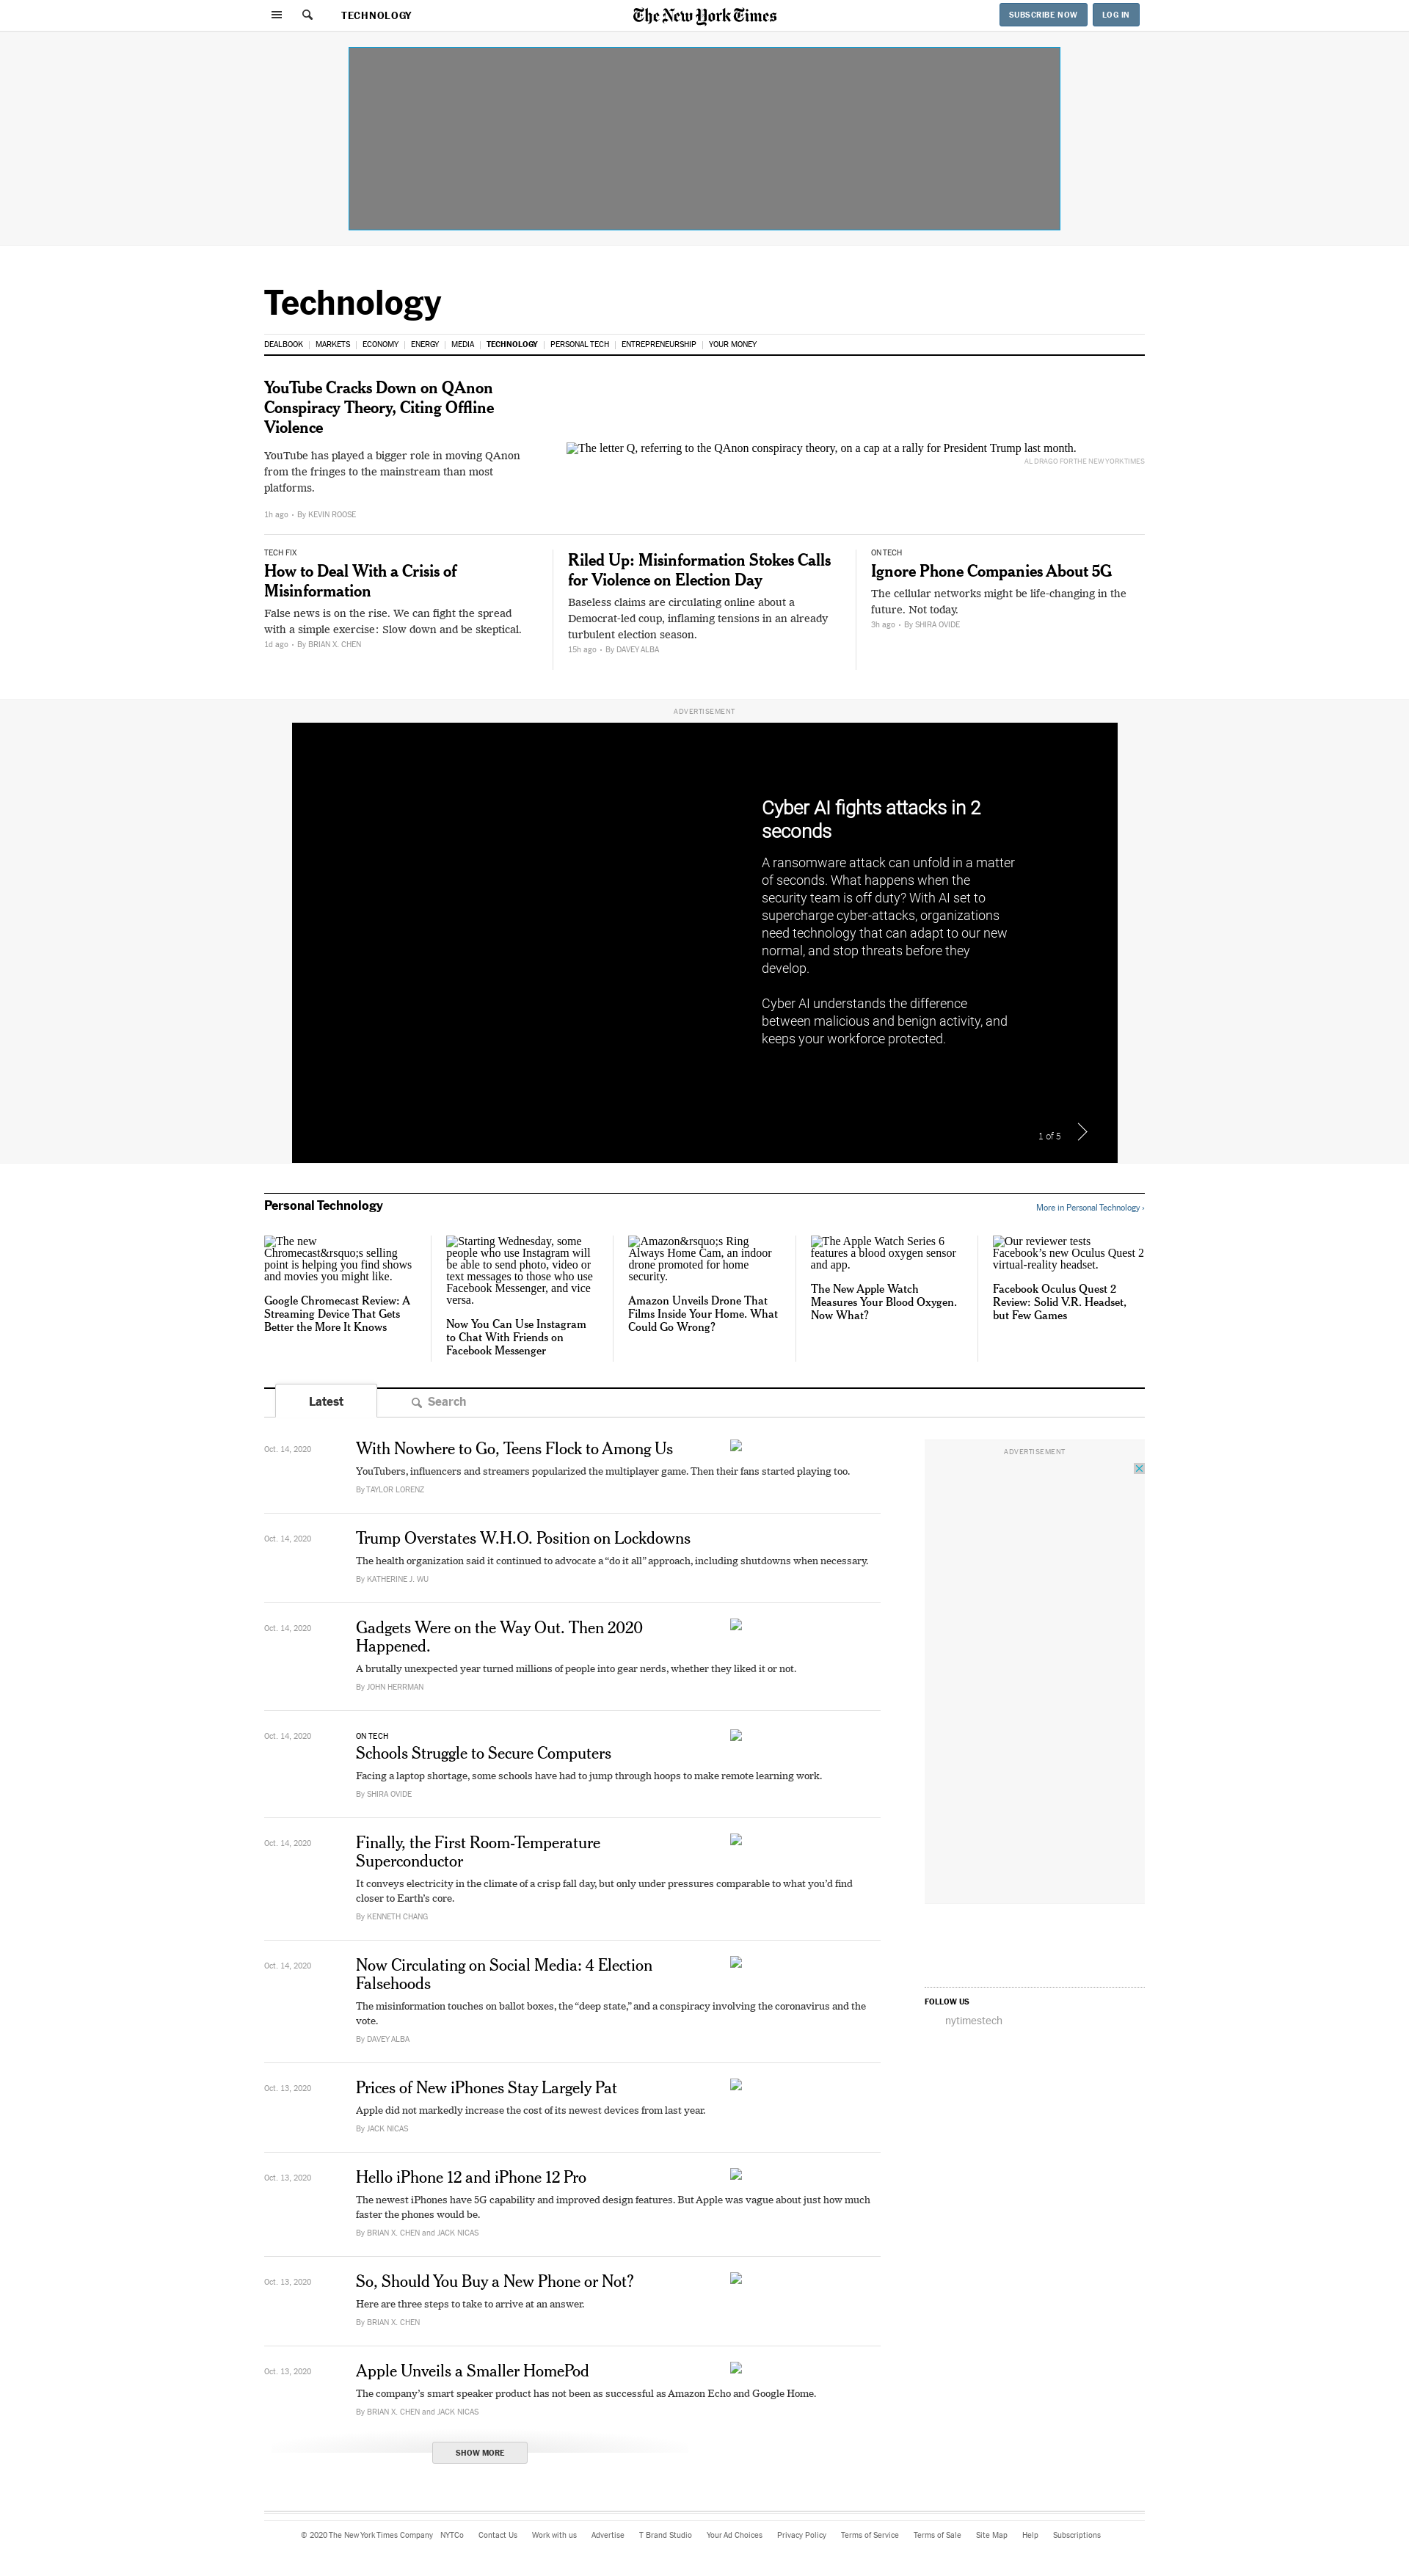 TECHNOLOGY
The New York Times
SUBSCRIBE NOW
LOG IN
Technology
DEALBOOK
MARKETS
ECONOMY
ENERGY
MEDIA
TECHNOLOGY
PERSONAL TECH
ENTREPRENEURSHIP
YOUR MONEY
YouTube Cracks Down on QAnon
Conspiracy Theory, Citing Offline
Violence
YouTube has played a bigger role in moving QAnon
from the fringes to the mainstream than most
platforms.
1h ago • By KEVIN ROOSE
The letter Q, referring to the QAnon conspiracy theory, on a cap at a rally for President Trump last month.
AL DRAGO FOR THE NEW YORK TIMES
TECH FIX
How to Deal With a Crisis of
Misinformation
False news is on the rise. We can fight the spread
with a simple exercise: Slow down and be skeptical.
1d ago • By BRIAN X. CHEN
Riled Up: Misinformation Stokes Calls
for Violence on Election Day
Baseless claims are circulating online about a
Democrat-led coup, inflaming tensions in an already
turbulent election season.
15h ago • By DAVEY ALBA
ON TECH
Ignore Phone Companies About 5G
The cellular networks might be life-changing in the
future. Not today.
3h ago • By SHIRA OVIDE
ADVERTISEMENT
Cyber AI fights attacks in 2
seconds
A ransomware attack can unfold in a matter
of seconds. What happens when the
security team is off duty? With AI set to
supercharge cyber-attacks, organizations
need technology that can adapt to our new
normal, and stop threats before they
develop.
Cyber AI understands the difference
between malicious and benign activity, and
keeps your workforce protected.
1 of 5
Personal Technology
More in Personal Technology ›
The new
Chromecast&rsquo;s selling
point is helping you find shows
and movies you might like.
Google Chromecast Review: A
Streaming Device That Gets
Better the More It Knows
Starting Wednesday, some
people who use Instagram will
be able to send photo, video or
text messages to those who use
Facebook Messenger, and vice
versa.
Now You Can Use Instagram
to Chat With Friends on
Facebook Messenger
Amazon&rsquo;s Ring
Always Home Cam, an indoor
drone promoted for home
security.
Amazon Unveils Drone That
Films Inside Your Home. What
Could Go Wrong?
The Apple Watch Series 6
features a blood oxygen sensor
and app.
The New Apple Watch
Measures Your Blood Oxygen.
Now What?
Our reviewer tests
Facebook’s new Oculus Quest 2
virtual-reality headset.
Facebook Oculus Quest 2
Review: Solid V.R. Headset,
but Few Games
Latest
Search
Oct. 14, 2020
With Nowhere to Go, Teens Flock to Among Us
YouTubers, influencers and streamers popularized the multiplayer game. Then their fans started playing too.
By TAYLOR LORENZ
Oct. 14, 2020
Trump Overstates W.H.O. Position on Lockdowns
The health organization said it continued to advocate a “do it all” approach, including shutdowns when necessary.
By KATHERINE J. WU
Oct. 14, 2020
Gadgets Were on the Way Out. Then 2020
Happened.
A brutally unexpected year turned millions of people into gear nerds, whether they liked it or not.
By JOHN HERRMAN
Oct. 14, 2020
ON TECH
Schools Struggle to Secure Computers
Facing a laptop shortage, some schools have had to jump through hoops to make remote learning work.
By SHIRA OVIDE
Oct. 14, 2020
Finally, the First Room-Temperature
Superconductor
It conveys electricity in the climate of a crisp fall day, but only under pressures comparable to what you’d find
closer to Earth’s core.
By KENNETH CHANG
Oct. 14, 2020
Now Circulating on Social Media: 4 Election
Falsehoods
The misinformation touches on ballot boxes, the “deep state,” and a conspiracy involving the coronavirus and the
vote.
By DAVEY ALBA
Oct. 13, 2020
Prices of New iPhones Stay Largely Pat
Apple did not markedly increase the cost of its newest devices from last year.
By JACK NICAS
Oct. 13, 2020
Hello iPhone 12 and iPhone 12 Pro
The newest iPhones have 5G capability and improved design features. But Apple was vague about just how much
faster the phones would be.
By BRIAN X. CHEN and JACK NICAS
Oct. 13, 2020
So, Should You Buy a New Phone or Not?
Here are three steps to take to arrive at an answer.
By BRIAN X. CHEN
Oct. 13, 2020
Apple Unveils a Smaller HomePod
The company’s smart speaker product has not been as successful as Amazon Echo and Google Home.
By BRIAN X. CHEN and JACK NICAS
SHOW MORE
ADVERTISEMENT
FOLLOW US
nytimestech
© 2020 The New York Times Company
NYTCo
Contact Us
Work with us
Advertise
T Brand Studio
Your Ad Choices
Privacy Policy
Terms of Service
Terms of Sale
Site Map
Help
Subscriptions